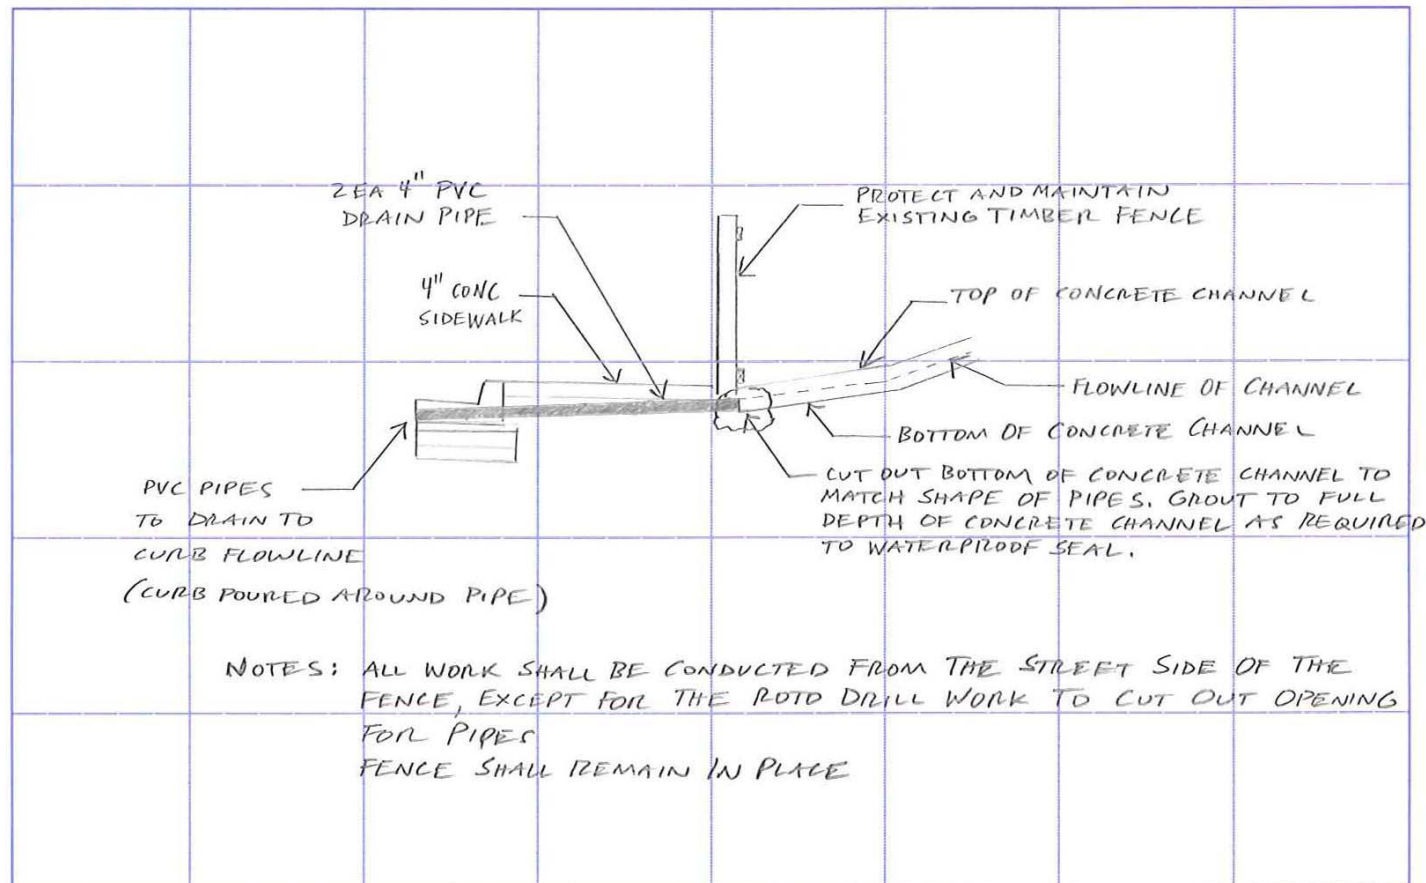 2 EA 4" PVC
DRAIN PIPE
4" CONC
SIDEWALK
PROTECT AND MAINTAIN
EXISTING TIMBER FENCE
TOP OF CONCRETE CHANNEL
FLOWLINE OF CHANNEL
BOTTOM OF CONCRETE CHANNEL
CUT OUT BOTTOM OF CONCRETE CHANNEL TO
MATCH SHAPE OF PIPES. GROUT TO FULL
DEPTH OF CONCRETE CHANNEL AS REQUIRED
TO WATERPROOF SEAL.
PVC PIPES
TO DRAIN TO
CURB FLOWLINE
(CURB POURED AROUND PIPE)
NOTES: ALL WORK SHALL BE CONDUCTED FROM THE STREET SIDE OF THE
FENCE, EXCEPT FOR THE ROTO DRILL WORK TO CUT OUT OPENING
FOR PIPES
FENCE SHALL REMAIN IN PLACE